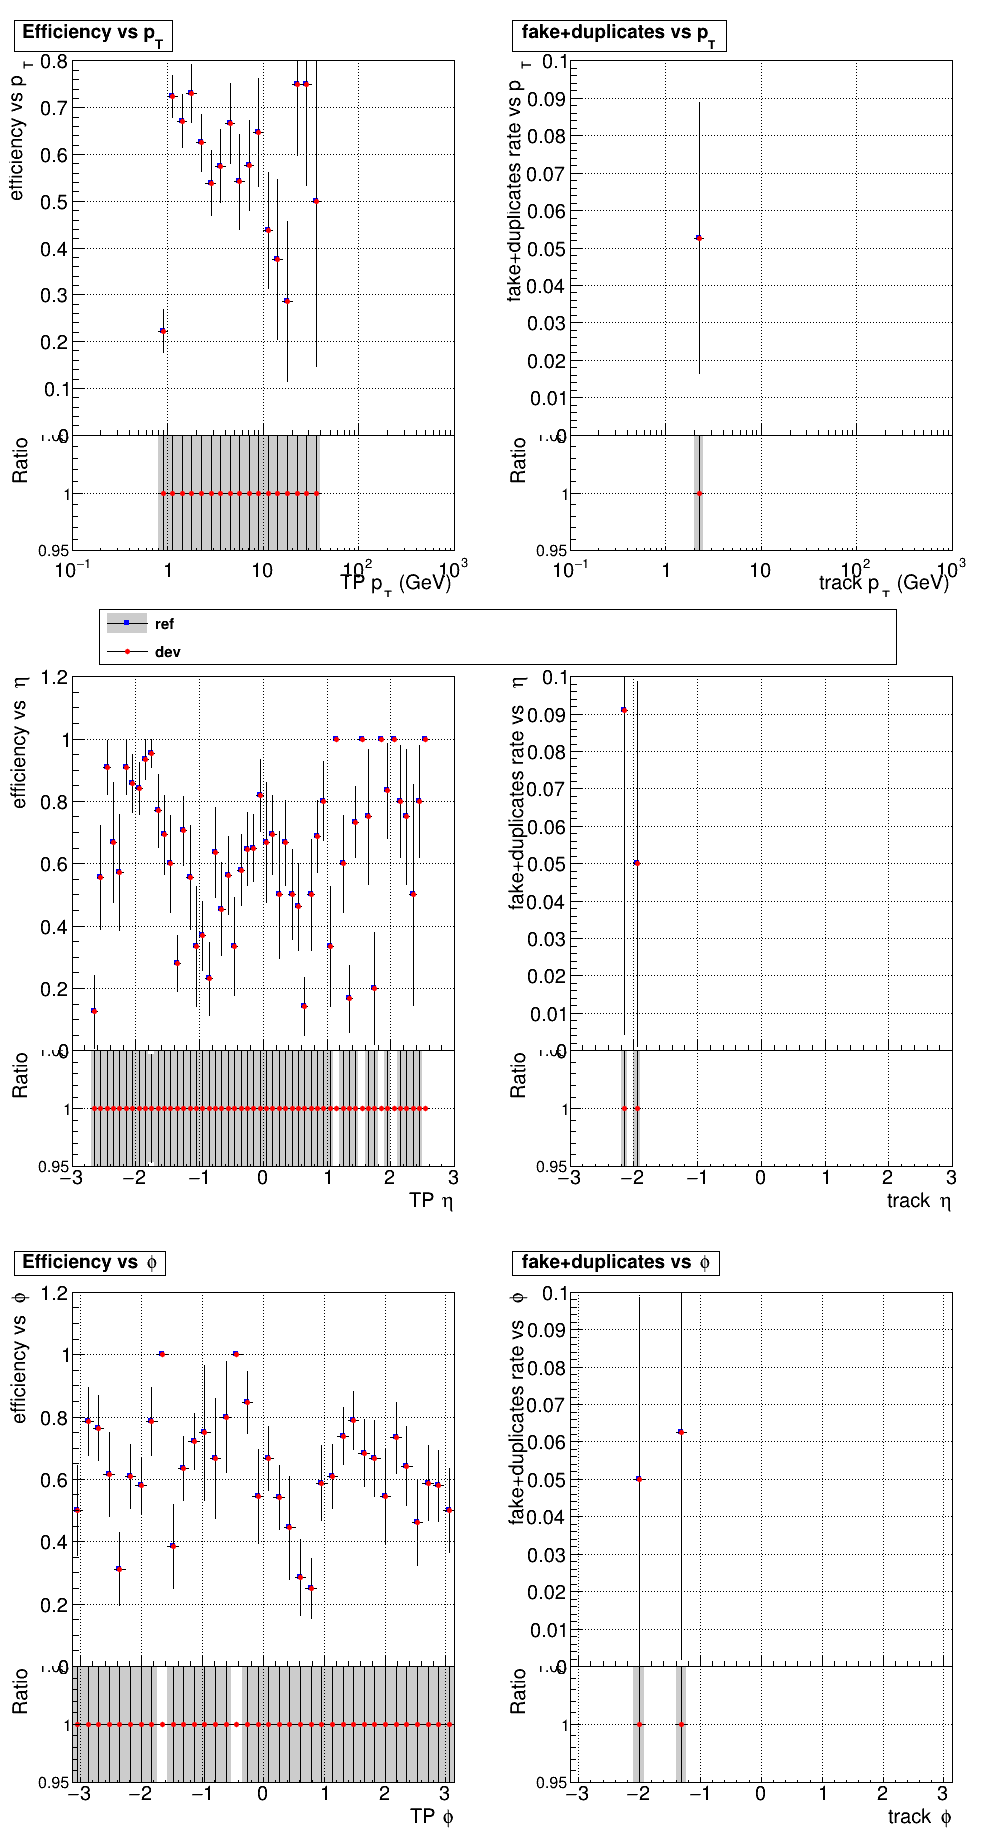 Efficiency vs p_T
fake+duplicates vs p_T
efficiency vs p_T
0.8
0.7
0.6
0.5
0.4
0.3
0.2
0.1
0
fake+duplicates rate vs p_T
0.1
0.09
0.08
0.07
0.06
0.05
0.04
0.03
0.02
0.01
0
Ratio
1
0.95
10⁻¹ 1 10 10² 10³
TP p_T (GeV)
Ratio
1
0.95
10⁻¹ 1 10 10² 10³
track p_T (GeV)
ref
dev
efficiency vs η
1.2
1
0.8
0.6
0.4
0.2
0
fake+duplicates rate vs η
0.1
0.09
0.08
0.07
0.06
0.05
0.04
0.03
0.02
0.01
0
Ratio
1
0.95
−3 −2 −1 0 1 2 3
TP η
Ratio
1
0.95
−3 −2 −1 0 1 2 3
track η
Efficiency vs ϕ
fake+duplicates vs ϕ
efficiency vs ϕ
1.2
1
0.8
0.6
0.4
0.2
0
fake+duplicates rate vs ϕ
0.1
0.09
0.08
0.07
0.06
0.05
0.04
0.03
0.02
0.01
0
Ratio
1
0.95
−3 −2 −1 0 1 2 3
TP ϕ
Ratio
1
0.95
−3 −2 −1 0 1 2 3
track ϕ